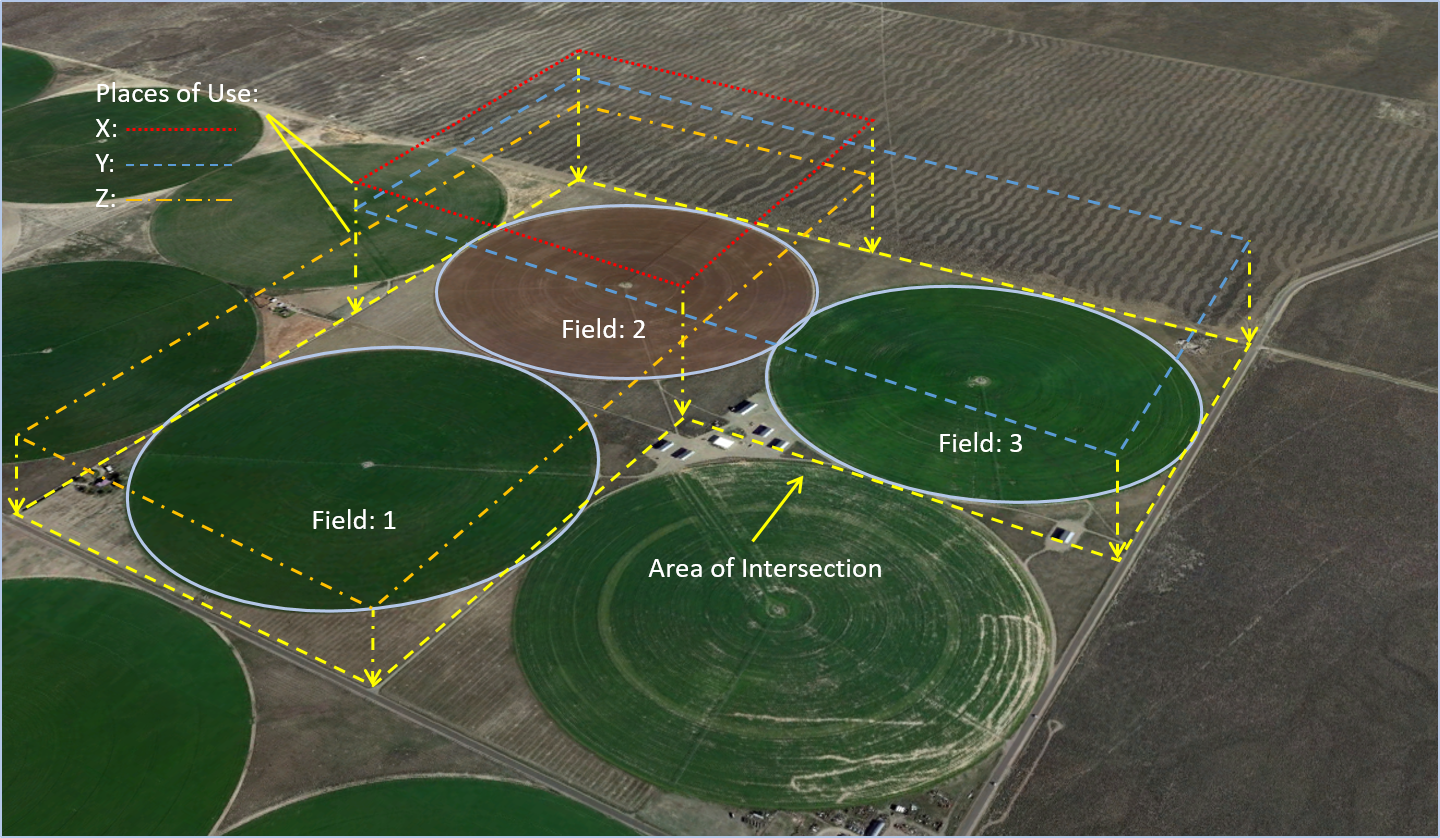 Places of Use:
X:
Y:
Z:
Field: 2
Field: 3
Field: 1
Area of Intersection